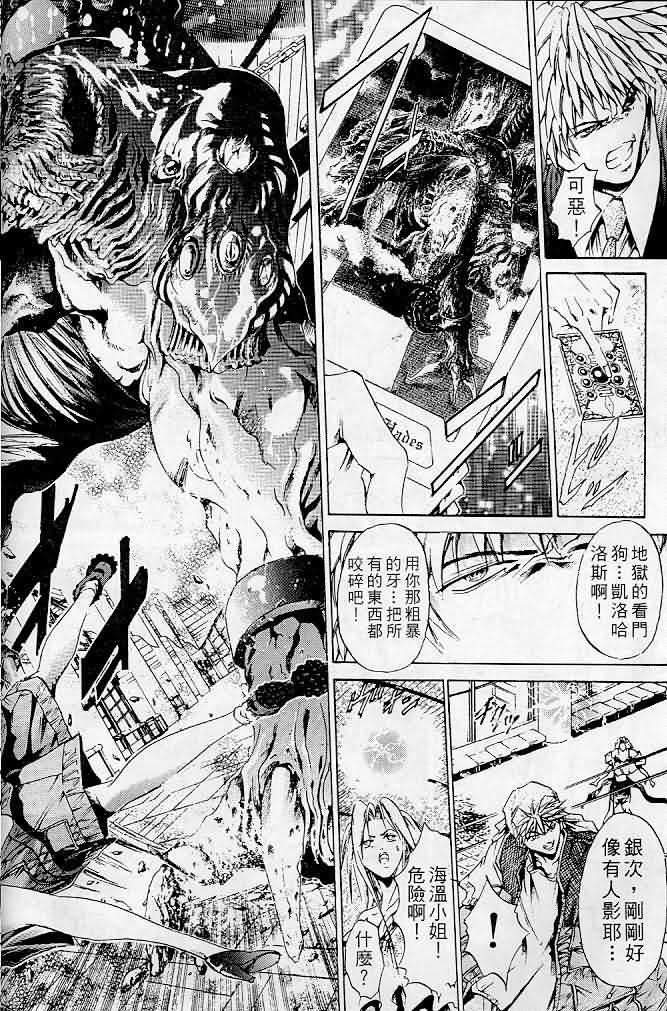 可惡！
Hades
地獄的看門
狗…凱洛哈
洛斯啊！
用你那粗暴
的牙…把所
有的東西都
咬碎吧！
銀次，剛剛好
像有人影耶…
！
海溫小姐！
危險啊！
什麼？